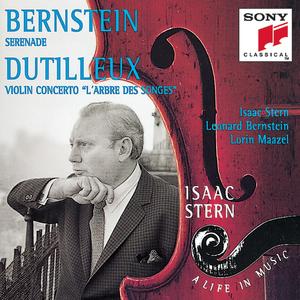 BERNSTEIN
SERENADE
DUTILLEUX
VIOLIN CONCERTO "L'ARBRE DES SONGES"
SONY
CLASSICAL
Isaac Stern
Leonard Bernstein
Lorin Maazel
ISAAC
STERN
A LIFE IN MUSIC